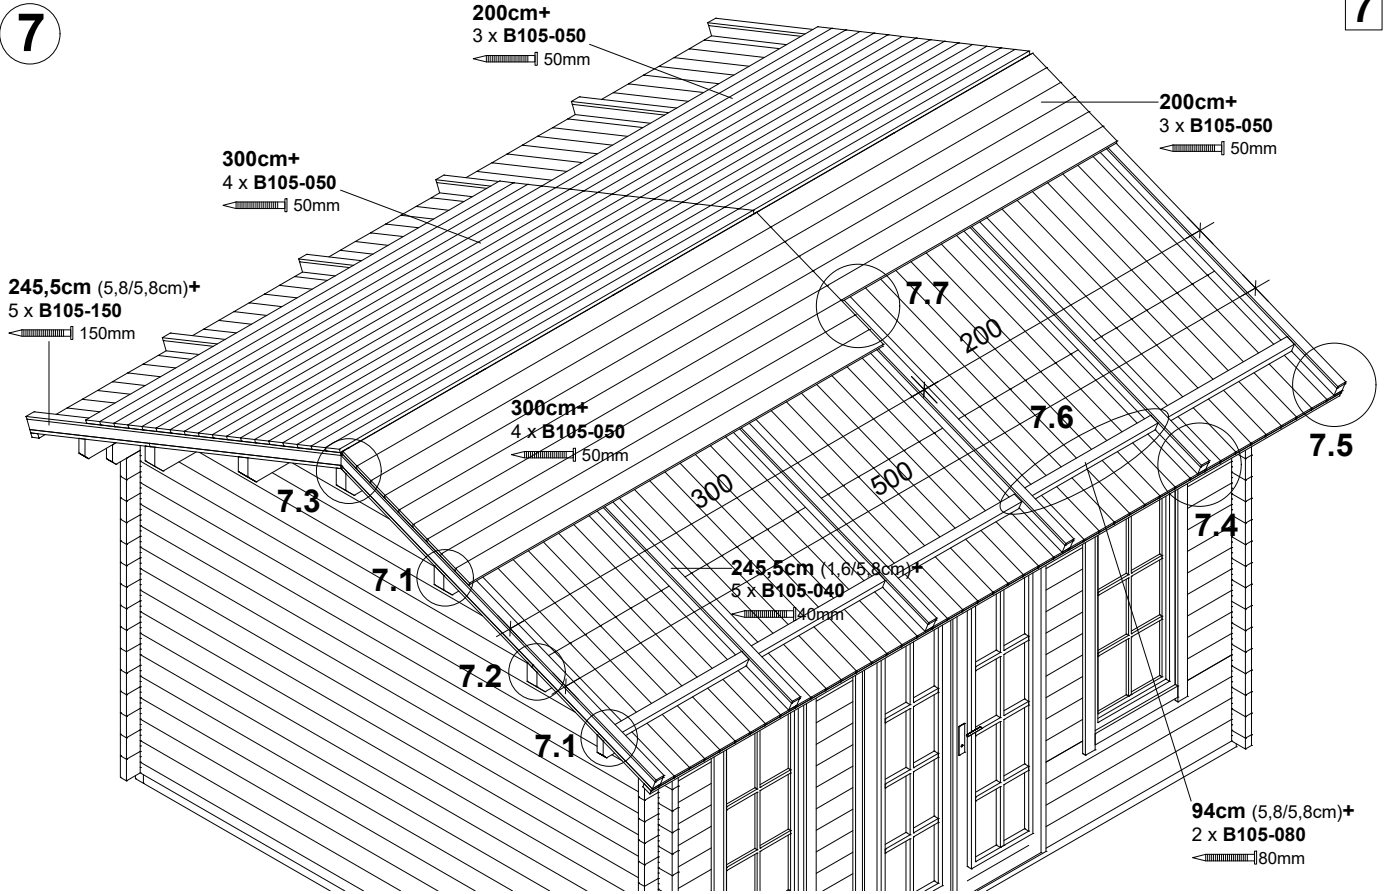 7
7
200cm+
3 x B105-050
50mm
200cm+
3 x B105-050
50mm
300cm+
4 x B105-050
50mm
245,5cm (5,8/5,8cm)+
5 x B105-150
150mm
7.7
200
300cm+
4 x B105-050
50mm
7.6
7.5
300
500
7.3
7.4
7.1
245,5cm (1,6/5,8cm)+
5 x B105-040
40mm
7.2
7.1
94cm (5,8/5,8cm)+
2 x B105-080
80mm